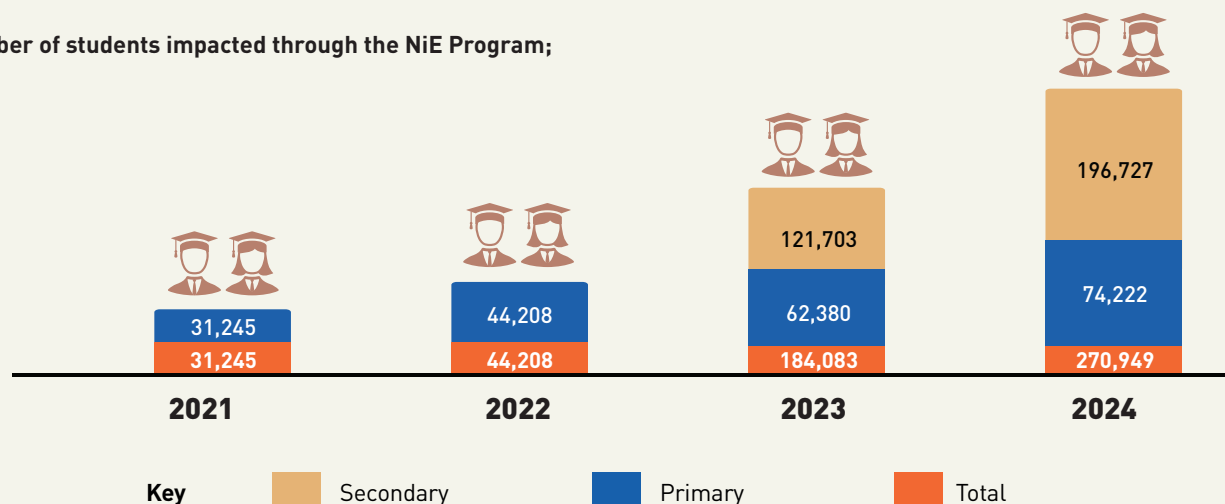 ber of students impacted through the NiE Program;
196,727
121,703
74,222
44,208
62,380
31,245
31,245
44,208
184,083
270,949
2021
2022
2023
2024
Key
Secondary
Primary
Total